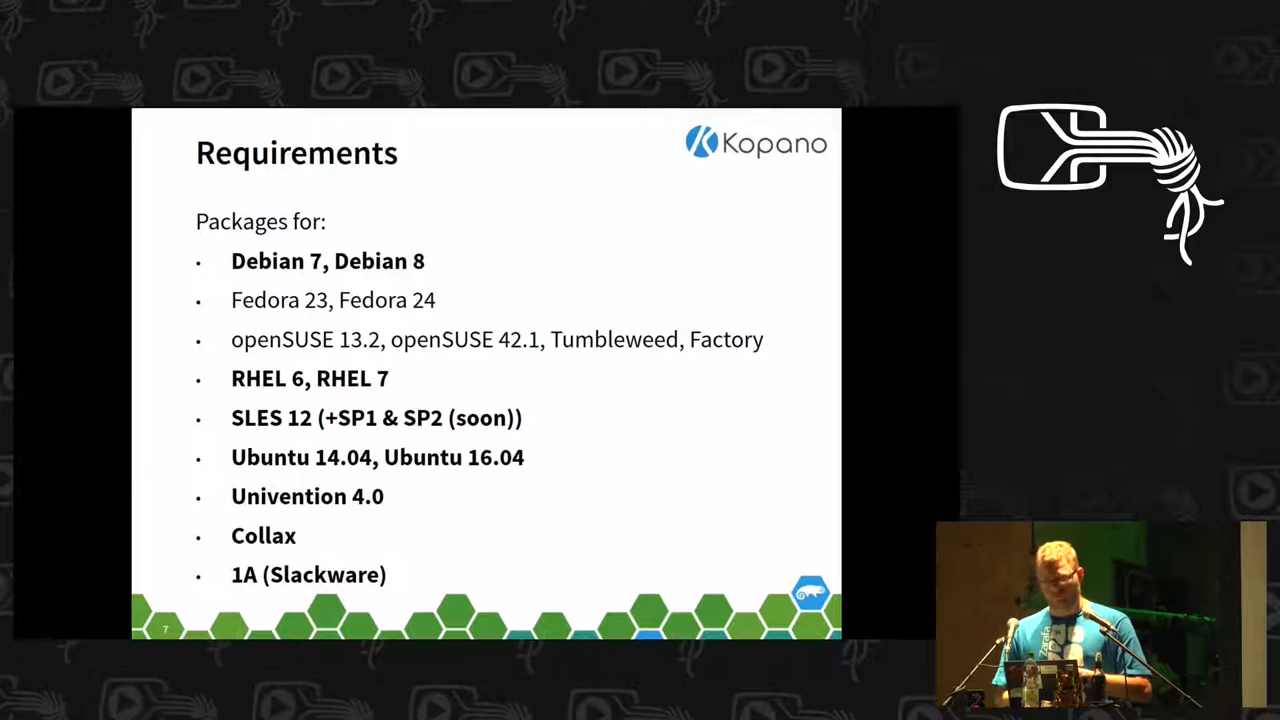 Requirements
Kopano
Packages for:
• Debian 7, Debian 8
• Fedora 23, Fedora 24
• openSUSE 13.2, openSUSE 42.1, Tumbleweed, Factory
• RHEL 6, RHEL 7
• SLES 12 (+SP1 & SP2 (soon))
• Ubuntu 14.04, Ubuntu 16.04
• Univention 4.0
• Collax
• 1A (Slackware)
7
Zarafa